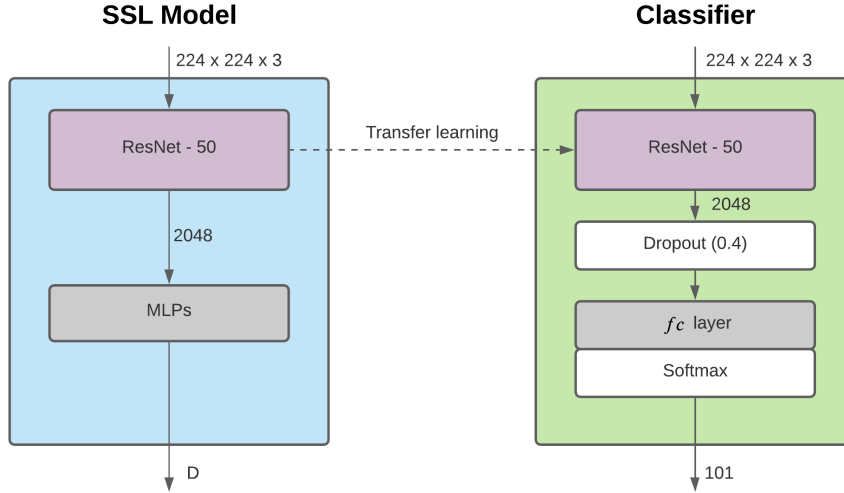 SSL Model
Classifier
224 x 224 x 3
224 x 224 x 3
ResNet - 50
Transfer learning
ResNet - 50
2048
2048
Dropout (0.4)
MLPs
fc layer
Softmax
D
101